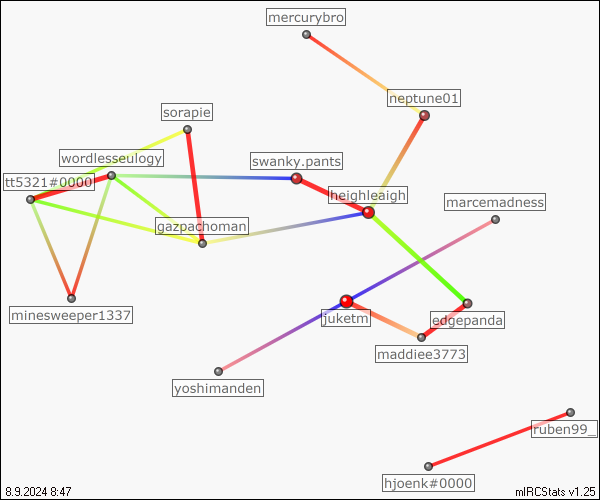 mercurybro
neptune01
sorapie
wordlesseulogy
swanky.pants
tt5321#0000
heighleaigh
marcemadness
gazpachoman
minesweeper1337
juketm
edgepanda
maddiee3773
yoshimanden
ruben99_
hjoenk#0000
8.9.2024 8:47
mIRCStats v1.25